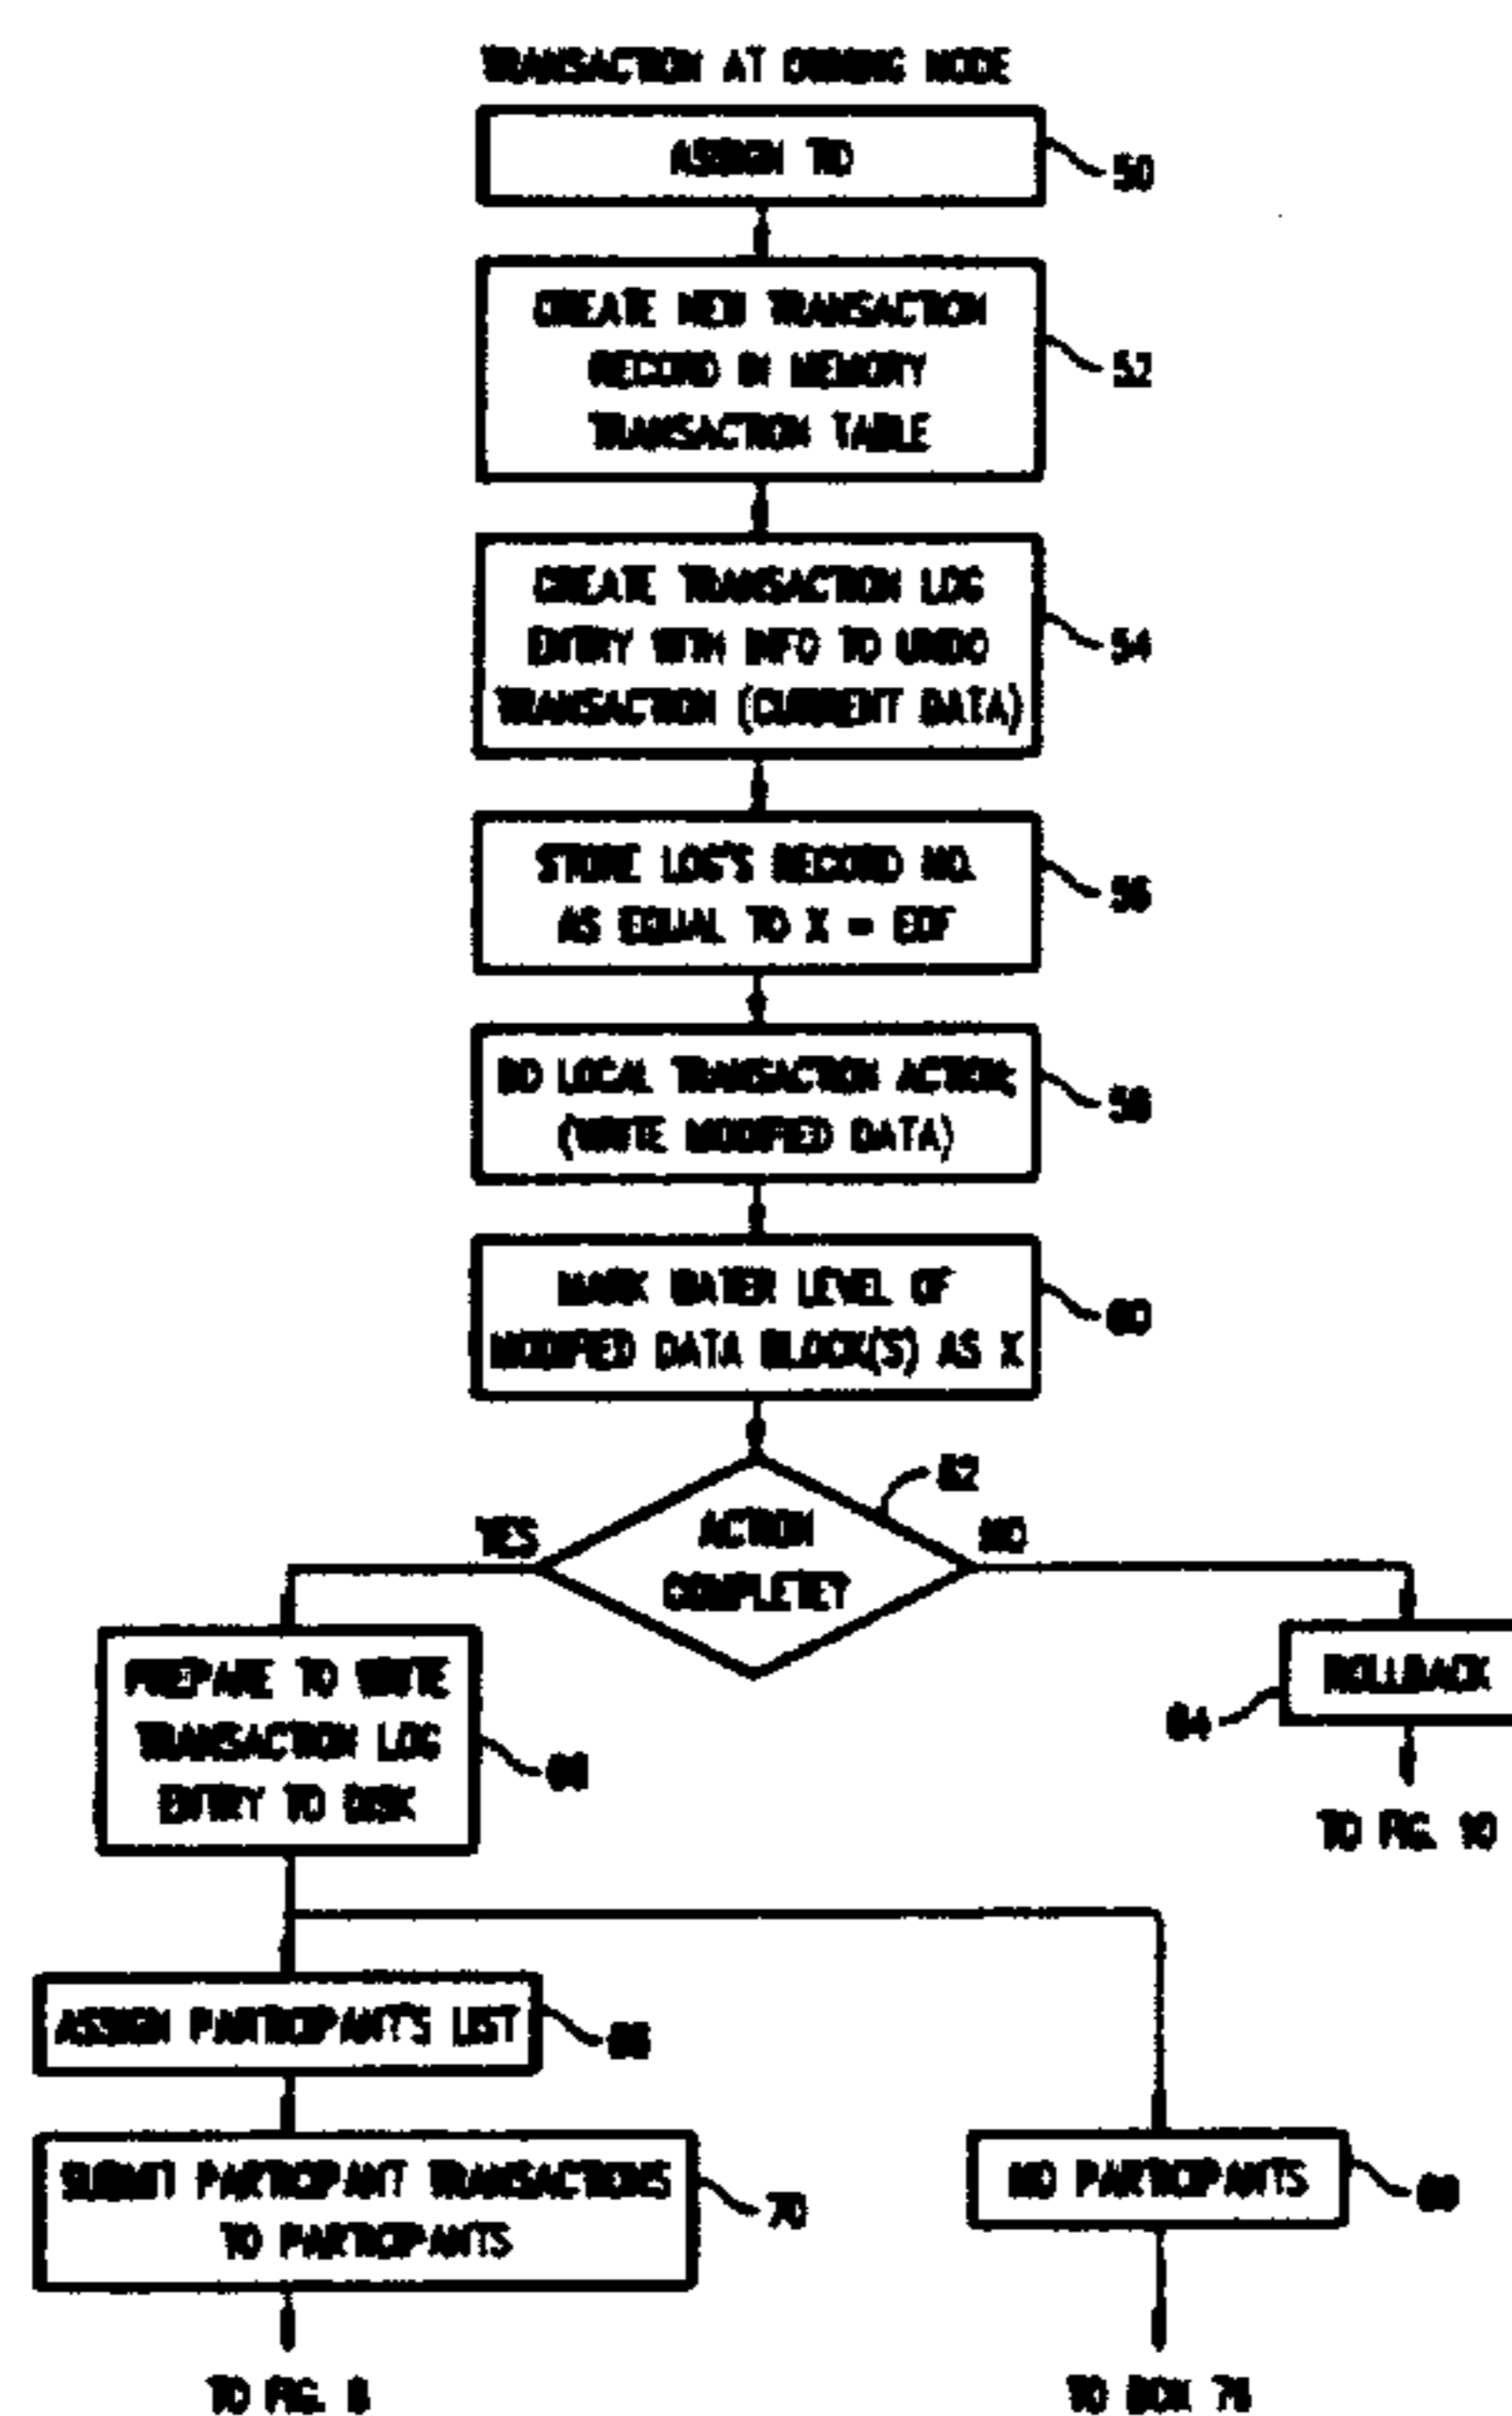 TRANSACTION AT OWNING NODE
ASSIGN TID
50
CREATE NEW TRANSACTION
RECORD IN MEMORY
TRANSACTION TABLE
52
CREATE TRANSACTION LOG
ENTRY WITH INFO TO UNDO
TRANSACTION (CURRENT DATA)
54
STORE LOG'S RECORD NO.
AS EQUAL TO X = EOF
56
DO LOCAL TRANSACTION
(WRITE MODIFIED DATA)
58
MARK WATER LEVEL OF
MODIFIED DATA BLOCK(S) AS X
60
62
YES
ACTION
COMPLETE?
NO
PREPARE TO WRITE
TRANSACTION LOG
ENTRY TO DISK
ROLLBACK
64
TO FIG. 10
ASSIGN PARTICIPANTS LIST
SUBMIT PARTICIPANT TRANSACTIONS
TO PARTICIPANTS
70
NO PARTICIPANTS
TO FIG.
TO BOX